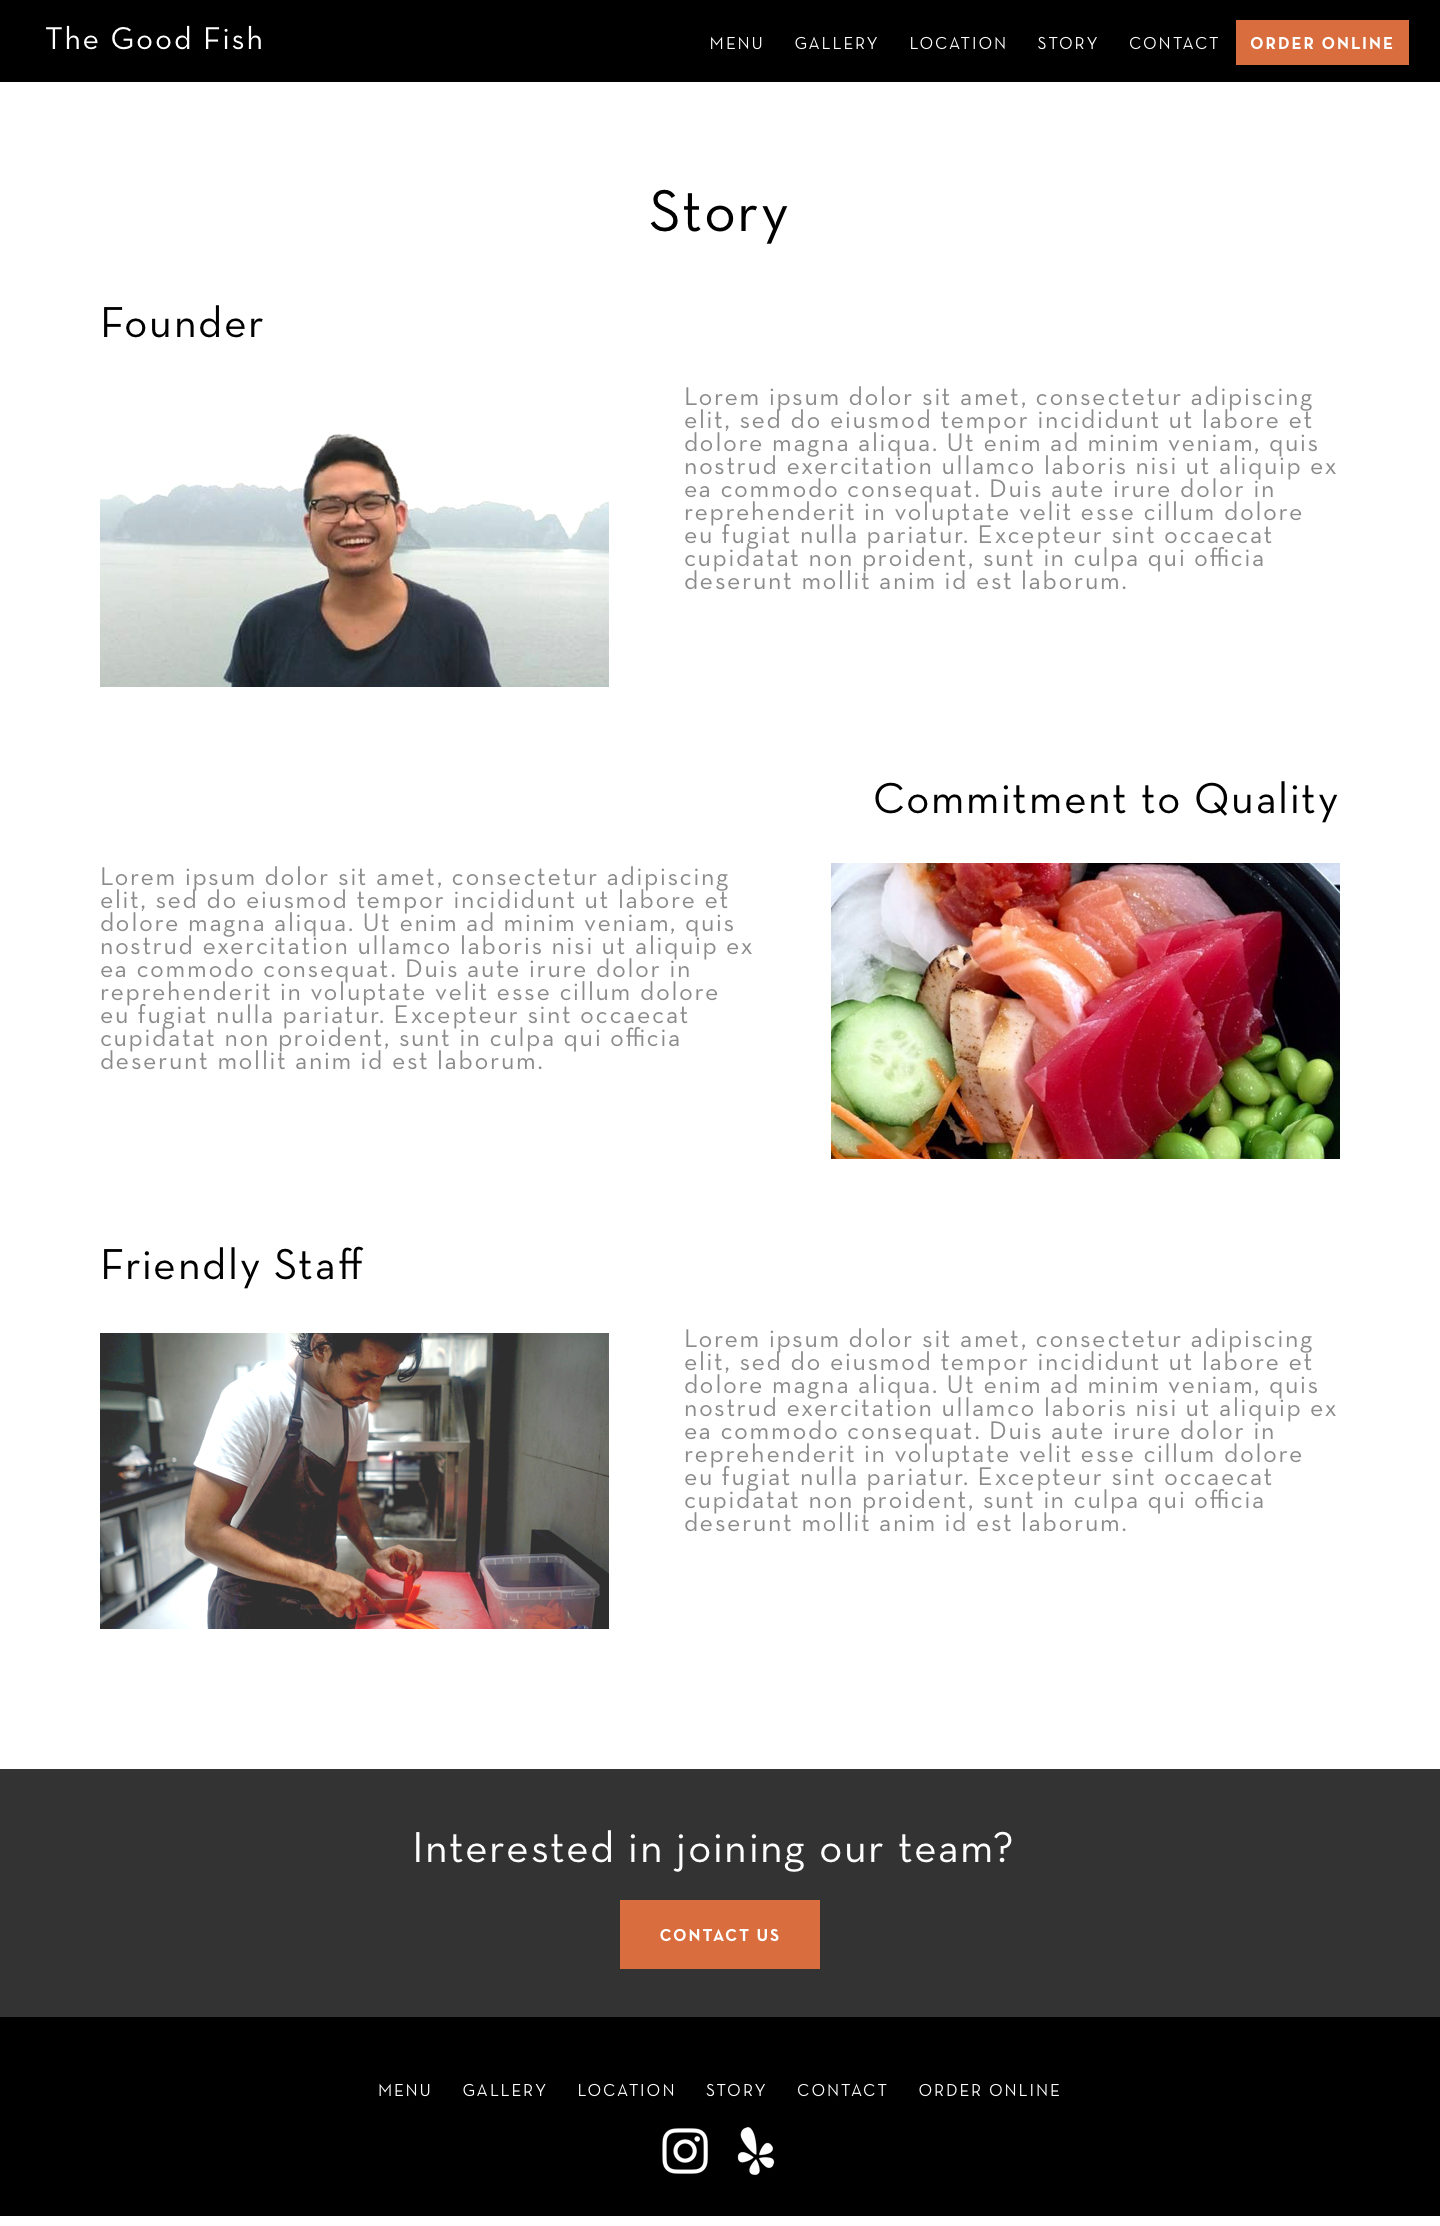 The Good Fish
MENU GALLERY LOCATION STORY CONTACT ORDER ONLINE
Story
Founder
Lorem ipsum dolor sit amet, consectetur adipiscing
elit, sed do eiusmod tempor incididunt ut labore et
dolore magna aliqua. Ut enim ad minim veniam, quis
nostrud exercitation ullamco laboris nisi ut aliquip ex
ea commodo consequat. Duis aute irure dolor in
reprehenderit in voluptate velit esse cillum dolore
eu fugiat nulla pariatur. Excepteur sint occaecat
cupidatat non proident, sunt in culpa qui officia
deserunt mollit anim id est laborum.
Commitment to Quality
Lorem ipsum dolor sit amet, consectetur adipiscing
elit, sed do eiusmod tempor incididunt ut labore et
dolore magna aliqua. Ut enim ad minim veniam, quis
nostrud exercitation ullamco laboris nisi ut aliquip ex
ea commodo consequat. Duis aute irure dolor in
reprehenderit in voluptate velit esse cillum dolore
eu fugiat nulla pariatur. Excepteur sint occaecat
cupidatat non proident, sunt in culpa qui officia
deserunt mollit anim id est laborum.
Friendly Staff
Lorem ipsum dolor sit amet, consectetur adipiscing
elit, sed do eiusmod tempor incididunt ut labore et
dolore magna aliqua. Ut enim ad minim veniam, quis
nostrud exercitation ullamco laboris nisi ut aliquip ex
ea commodo consequat. Duis aute irure dolor in
reprehenderit in voluptate velit esse cillum dolore
eu fugiat nulla pariatur. Excepteur sint occaecat
cupidatat non proident, sunt in culpa qui officia
deserunt mollit anim id est laborum.
Interested in joining our team?
CONTACT US
MENU GALLERY LOCATION STORY CONTACT ORDER ONLINE